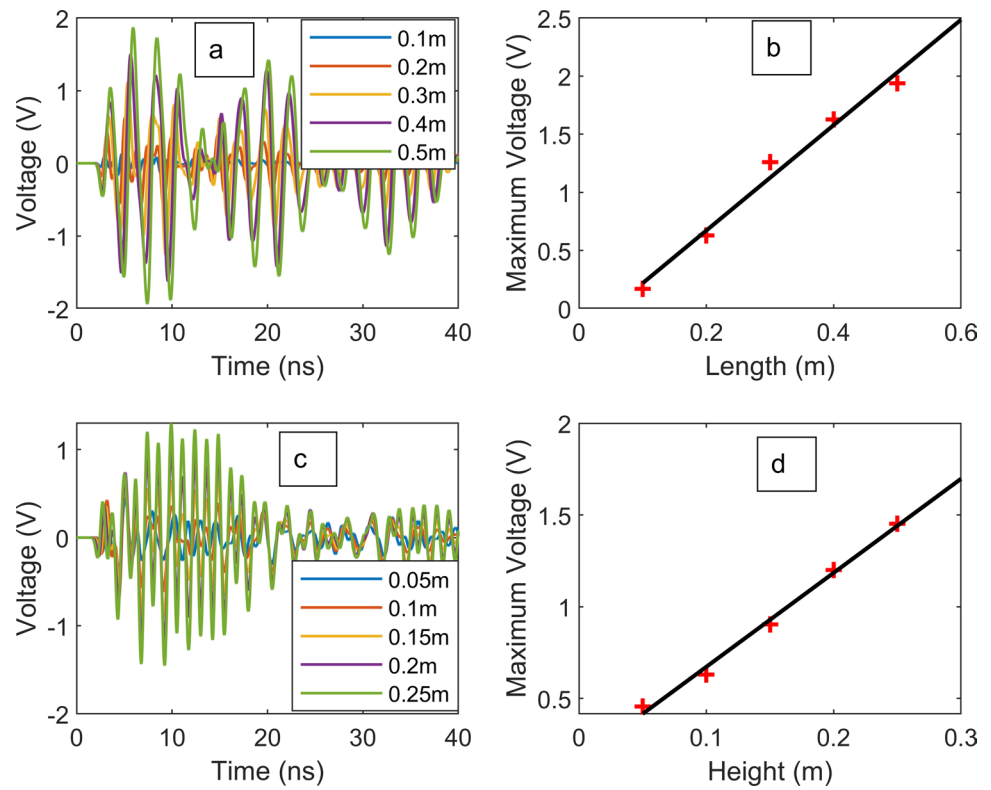 a
2
1
0
-1
-2
Voltage (V)
0.1m
0.2m
0.3m
0.4m
0.5m
0
10
20
30
40
Time (ns)
b
2.5
2
1.5
1
0.5
0
Maximum Voltage (V)
0
0.2
0.4
0.6
Length (m)
c
1
0
-1
-2
Voltage (V)
0.05m
0.1m
0.15m
0.2m
0.25m
0
10
20
30
40
Time (ns)
d
2
1.5
1
0.5
Maximum Voltage (V)
0
0.1
0.2
0.3
Height (m)